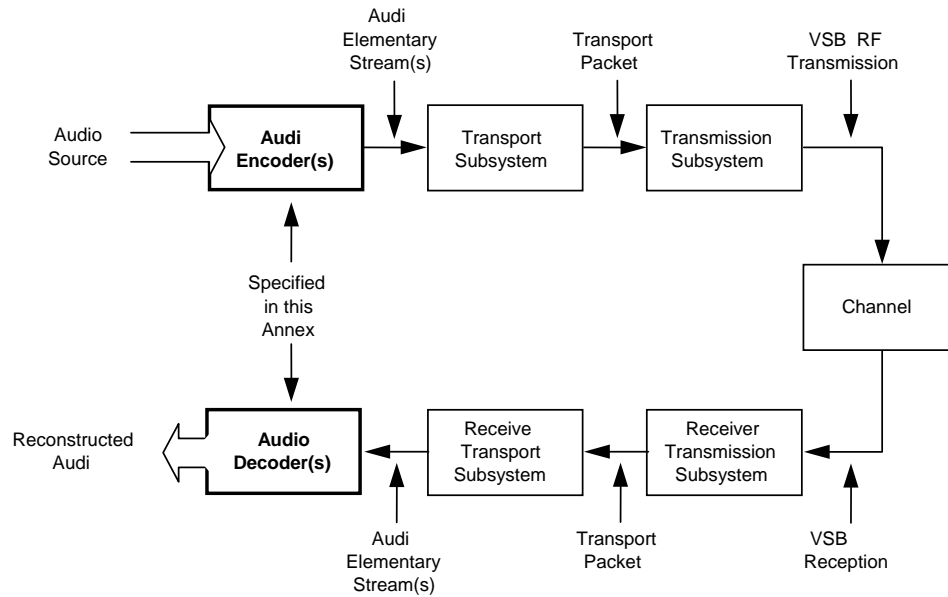 Audi
Elementary
Stream(s)
Transport
Packet
VSB RF
Transmission
Audio
Source
Audi
Encoder(s)
Transport
Subsystem
Transmission
Subsystem
Specified
in this
Annex
Channel
Reconstructed
Audi
Audio
Decoder(s)
Receive
Transport
Subsystem
Receiver
Transmission
Subsystem
Audi
Elementary
Stream(s)
Transport
Packet
VSB
Reception